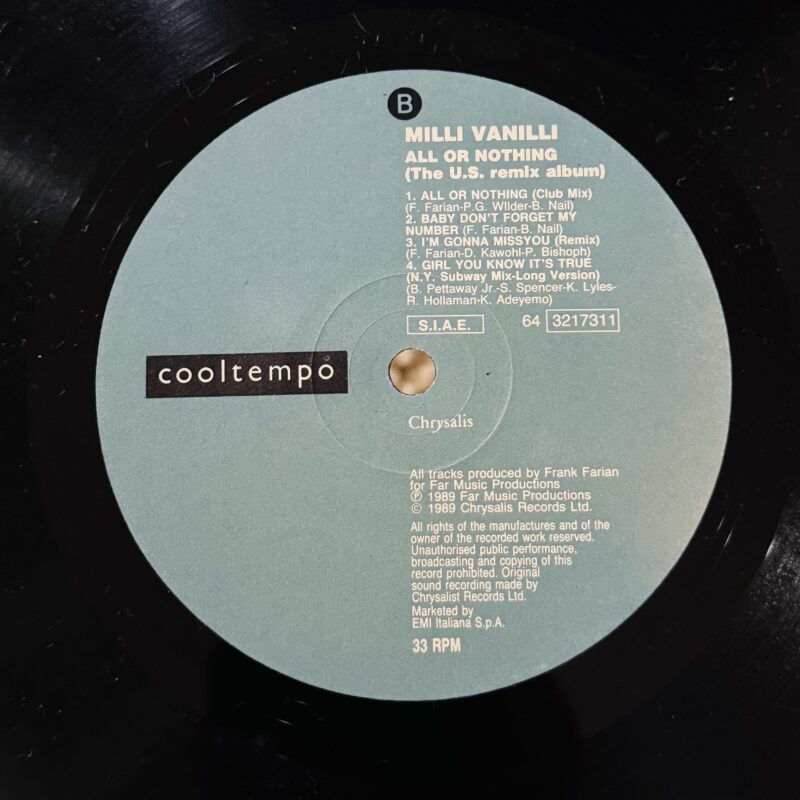 B
MILLI VANILLI
ALL OR NOTHING
(The U.S. remix album)
1. ALL OR NOTHING (Club Mix)
(F. Farian-P.G. Wilder-B. Nail)
2. BABY DON'T FORGET MY
NUMBER (F. Farian-B. Nail)
3. I'M GONNA MISSYOU (Remix)
(F. Farian-D. Kawohl-P. Bishoph)
4. GIRL YOU KNOW IT'S TRUE
(N.Y. Subway Mix-Long Version)
(B. Pettaway Jr.-S. Spencer-K. Lyles-
R. Hollaman-K. Adeyemo)
S.I.A.E. 64 3217311
cooltempo
Chrysalis
All tracks produced by Frank Farian
for Far Music Productions
℗ 1989 Far Music Productions
© 1989 Chrysalis Records Ltd.
All rights of the manufactures and of the
owner of the recorded work reserved.
Unauthorised public performance,
broadcasting and copying of this
record prohibited. Original
sound recording made by
Chrysalist Records Ltd.
Marketed by
EMI Italiana S.p.A.
33 RPM